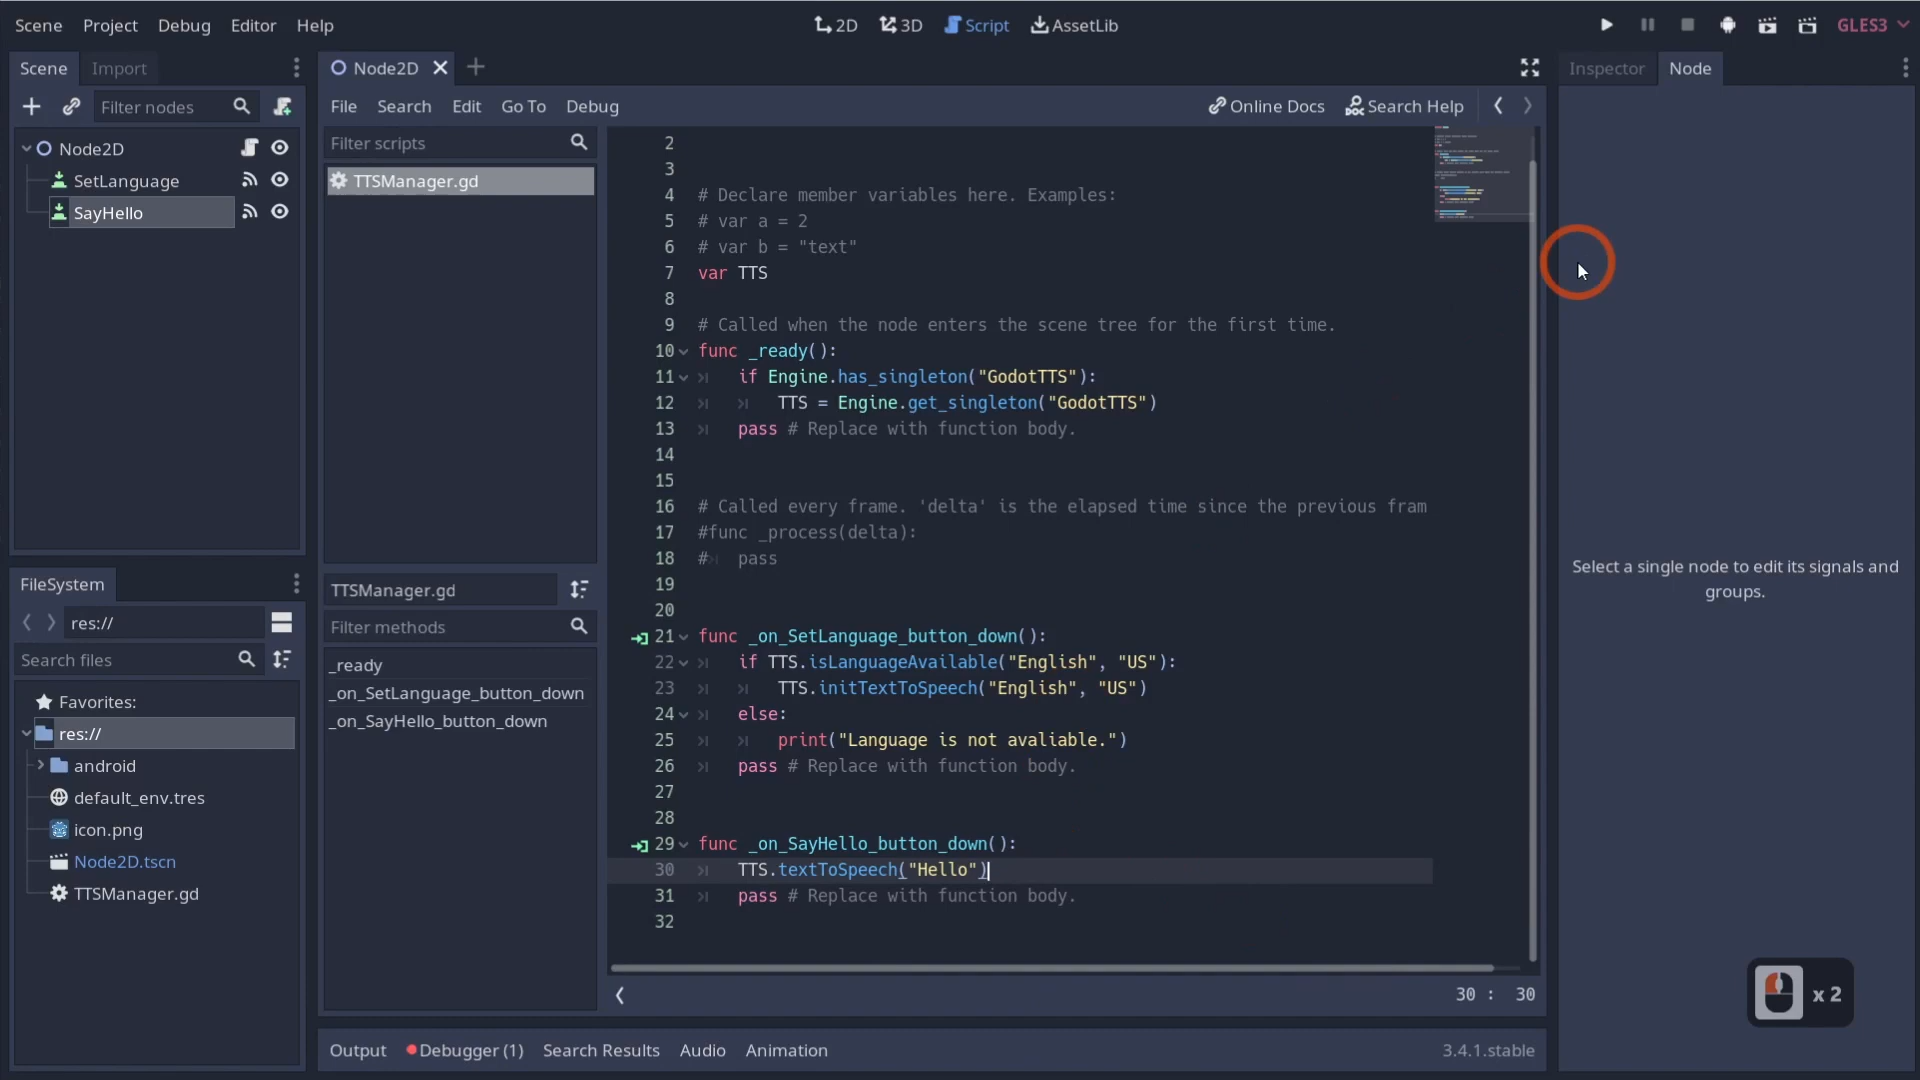 Scene Project Debug Editor Help
2D 3D Script AssetLib
GLES3
Scene Import
Filter nodes
Node2D
SetLanguage
SayHello
FileSystem
res://
Search files
Favorites:
res://
android
default_env.tres
icon.png
Node2D.tscn
TTSManager.gd
Node2D
File Search Edit Go To Debug
Online Docs Search Help
Filter scripts
TTSManager.gd
TTSManager.gd
Filter methods
_ready
_on_SetLanguage_button_down
_on_SayHello_button_down
2
3
4 # Declare member variables here. Examples:
5 # var a = 2
6 # var b = "text"
7 var TTS
8
9 # Called when the node enters the scene tree for the first time.
10 func _ready():
11 if Engine.has_singleton("GodotTTS"):
12 TTS = Engine.get_singleton("GodotTTS")
13 pass # Replace with function body.
14
15
16 # Called every frame. 'delta' is the elapsed time since the previous fram
17 #func _process(delta):
18 # pass
19
20
21 func _on_SetLanguage_button_down():
22 if TTS.isLanguageAvailable("English", "US"):
23 TTS.initTextToSpeech("English", "US")
24 else:
25 print("Language is not avaliable.")
26 pass # Replace with function body.
27
28
29 func _on_SayHello_button_down():
30 TTS.textToSpeech("Hello")
31 pass # Replace with function body.
32
30 : 30
Output Debugger (1) Search Results Audio Animation
3.4.1.stable
Inspector Node
Select a single node to edit its signals and
groups.
x 2